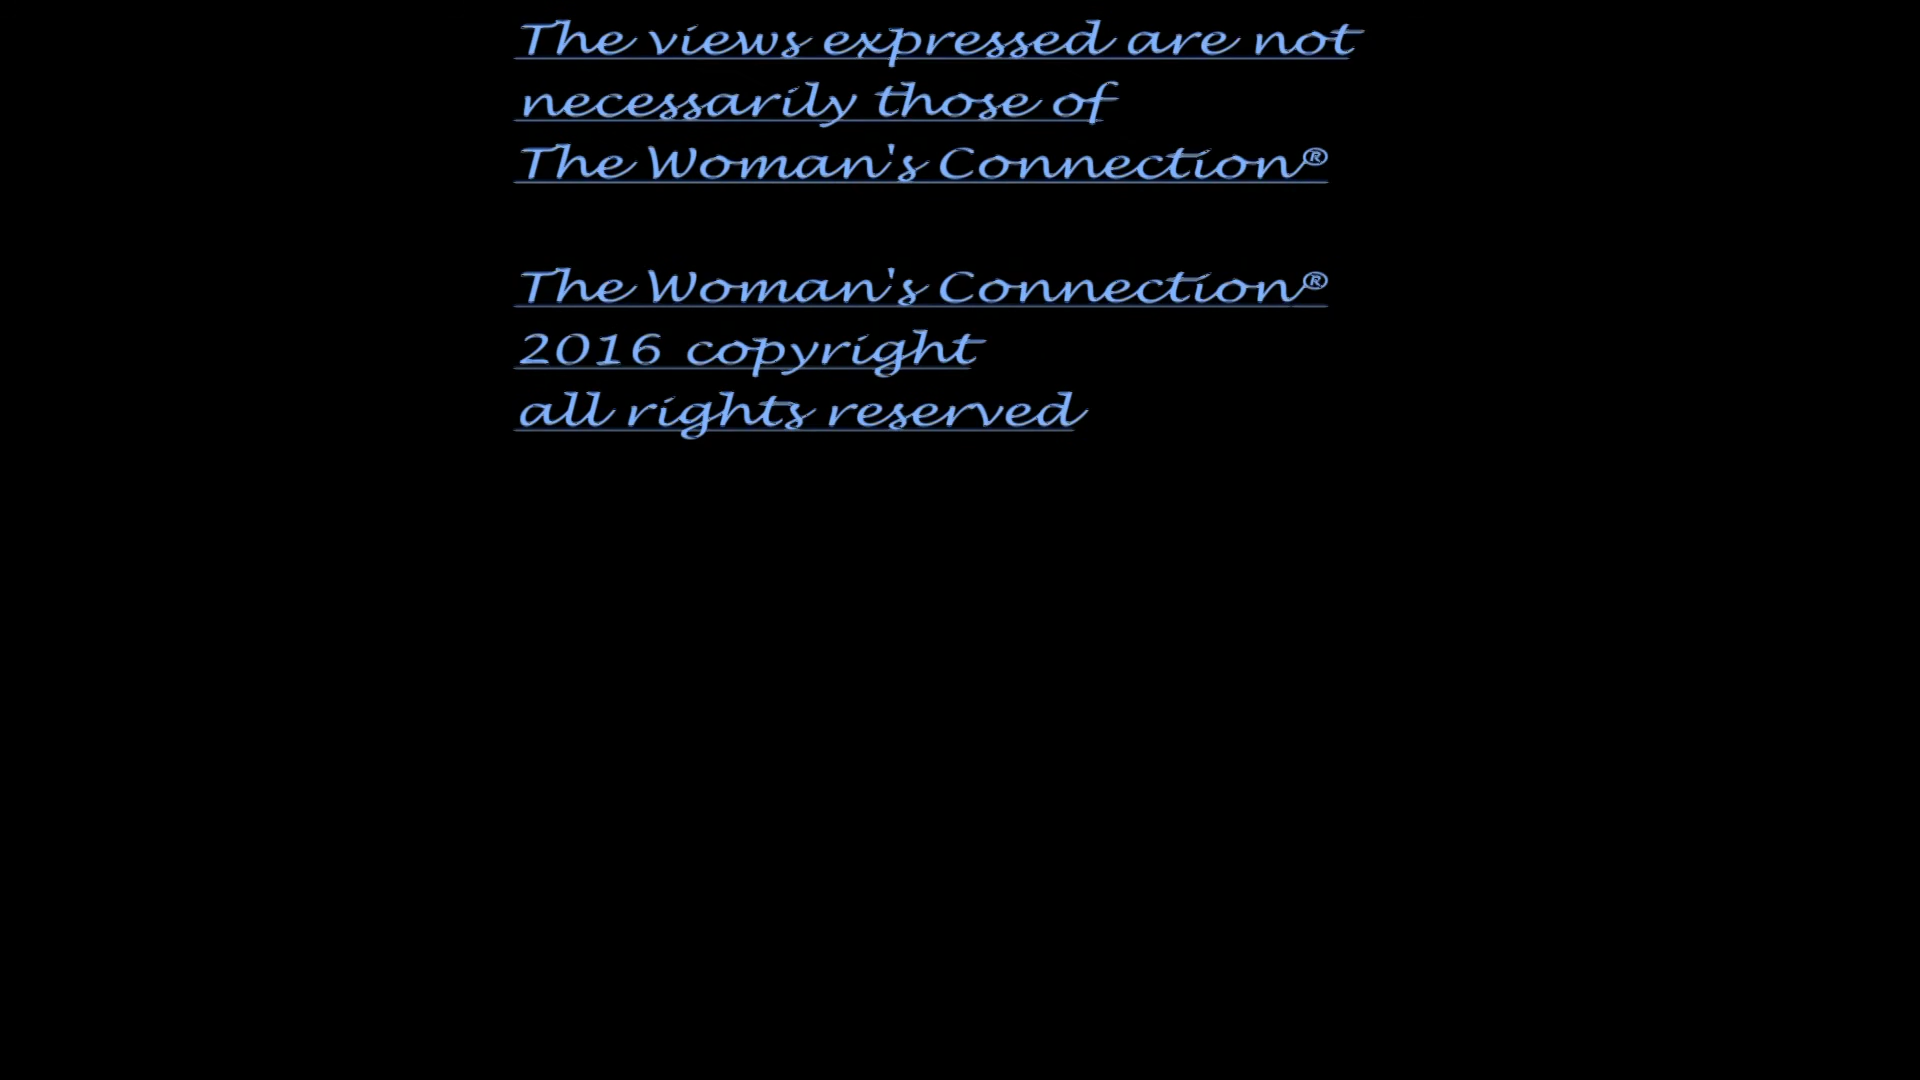 The views expressed are not
necessarily those of
The Woman's Connection®
The Woman's Connection®
2016 copyright
all rights reserved